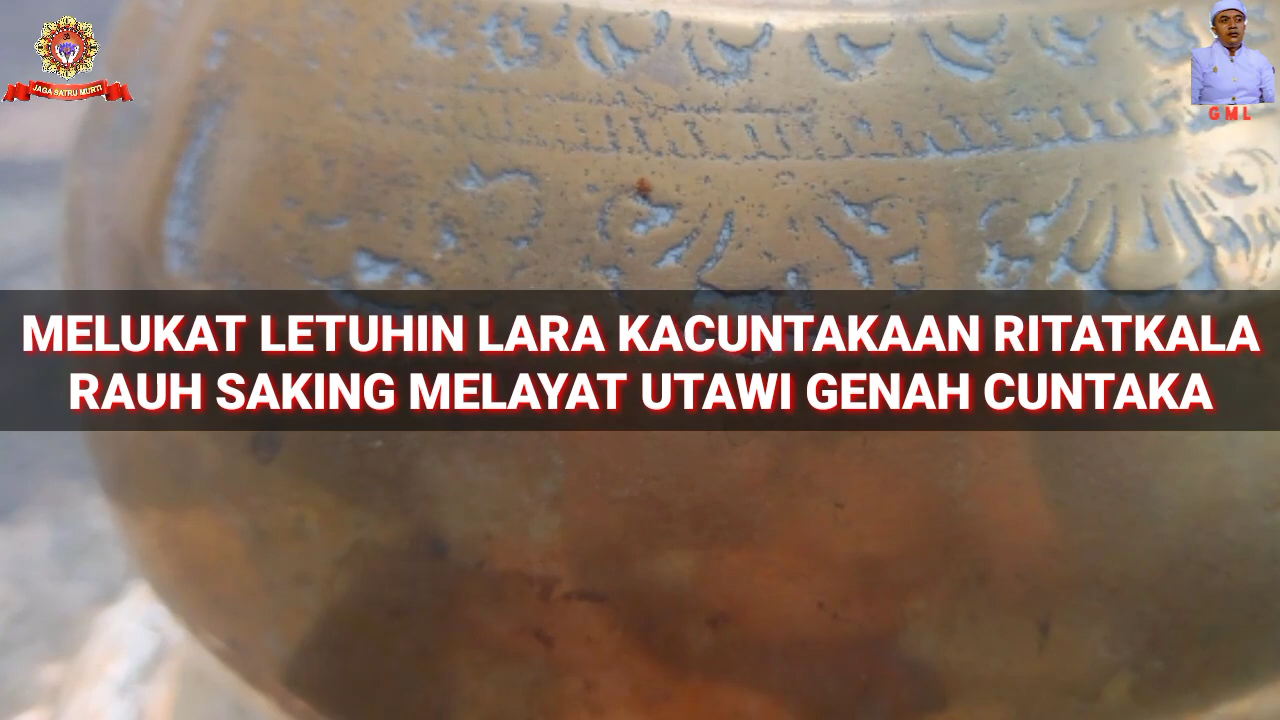 JAGA SATRU MURTI
G M L
MELUKAT LETUHIN LARA KACUNTAKAAN RITATKALA
RAUH SAKING MELAYAT UTAWI GENAH CUNTAKA